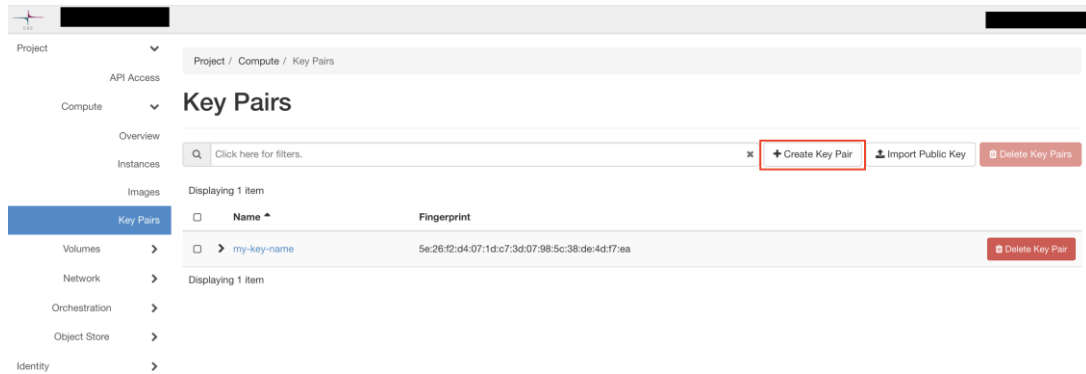 CSC
Project
API Access
Compute
Overview
Instances
Images
Key Pairs
Volumes
Network
Orchestration
Object Store
Identity
Project / Compute / Key Pairs
Key Pairs
Click here for filters.
+ Create Key Pair
Import Public Key
Delete Key Pairs
Displaying 1 item
Name Fingerprint
my-key-name 5e:26:f2:d4:07:1d:c7:3d:07:98:5c:38:de:4d:f7:ea Delete Key Pair
Displaying 1 item